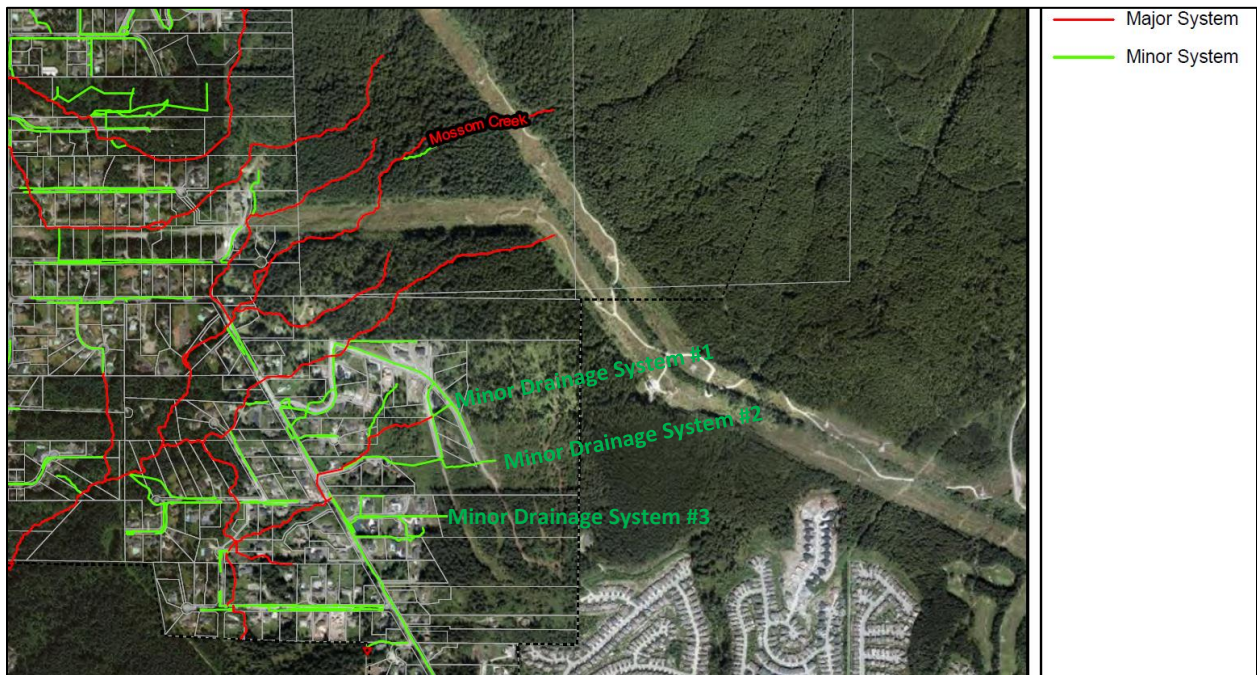 Major System
Minor System
Mossom Creek
Minor Drainage System #1
Minor Drainage System #2
Minor Drainage System #3